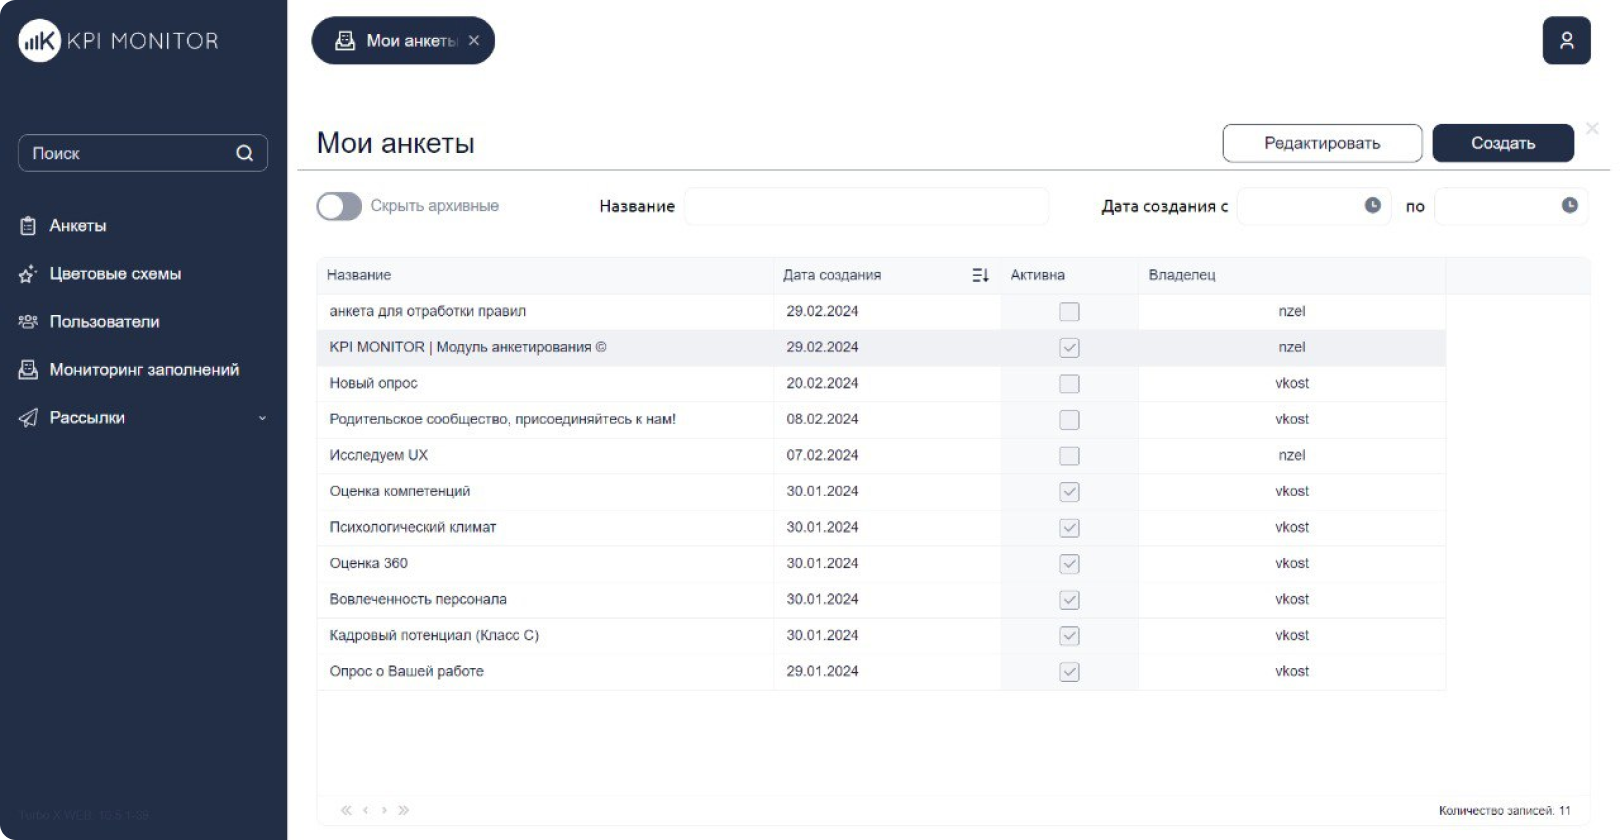 KPI MONITOR
Мои анкеты
Поиск
Анкеты
Цветовые схемы
Пользователи
Мониторинг заполнений
Рассылки
Мои анкеты
Редактировать
Создать
Скрыть архивные
Название
Дата создания с
по
Название Дата создания Активна Владелец
анкета для отработки правил 29.02.2024 nzel
KPI MONITOR | Модуль анкетирования © 29.02.2024 nzel
Новый опрос 20.02.2024 vkost
Родительское сообщество, присоединяйтесь к нам! 08.02.2024 vkost
Исследуем UX 07.02.2024 nzel
Оценка компетенций 30.01.2024 vkost
Психологический климат 30.01.2024 vkost
Оценка 360 30.01.2024 vkost
Вовлеченность персонала 30.01.2024 vkost
Кадровый потенциал (Класс С) 30.01.2024 vkost
Опрос о Вашей работе 29.01.2024 vkost
Количество записей: 11